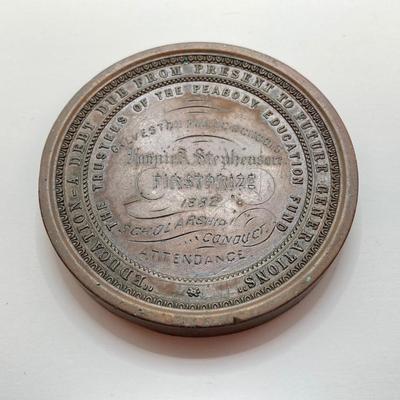 "EDUCATION-A DEBT DUE FROM PRESENT TO FUTURE GENERATIONS"
THE TRUSTEES OF THE PEABODY EDUCATION FUND
GALVESTON PUBLIC SCHOOLS
Stephenson
FIRST PRIZE
1882
SCHOLARSHIP
CONDUCT
ATTENDANCE